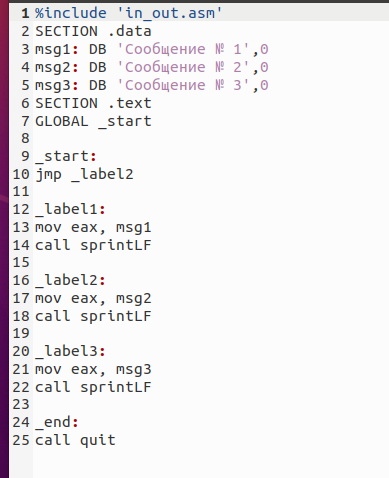 1 %include 'in_out.asm'
2 SECTION .data
3 msg1: DB 'Сообщение № 1',0
4 msg2: DB 'Сообщение № 2',0
5 msg3: DB 'Сообщение № 3',0
6 SECTION .text
7 GLOBAL _start
8
9 _start:
10 jmp _label2
11
12 _label1:
13 mov eax, msg1
14 call sprintLF
15
16 _label2:
17 mov eax, msg2
18 call sprintLF
19
20 _label3:
21 mov eax, msg3
22 call sprintLF
23
24 _end:
25 call quit